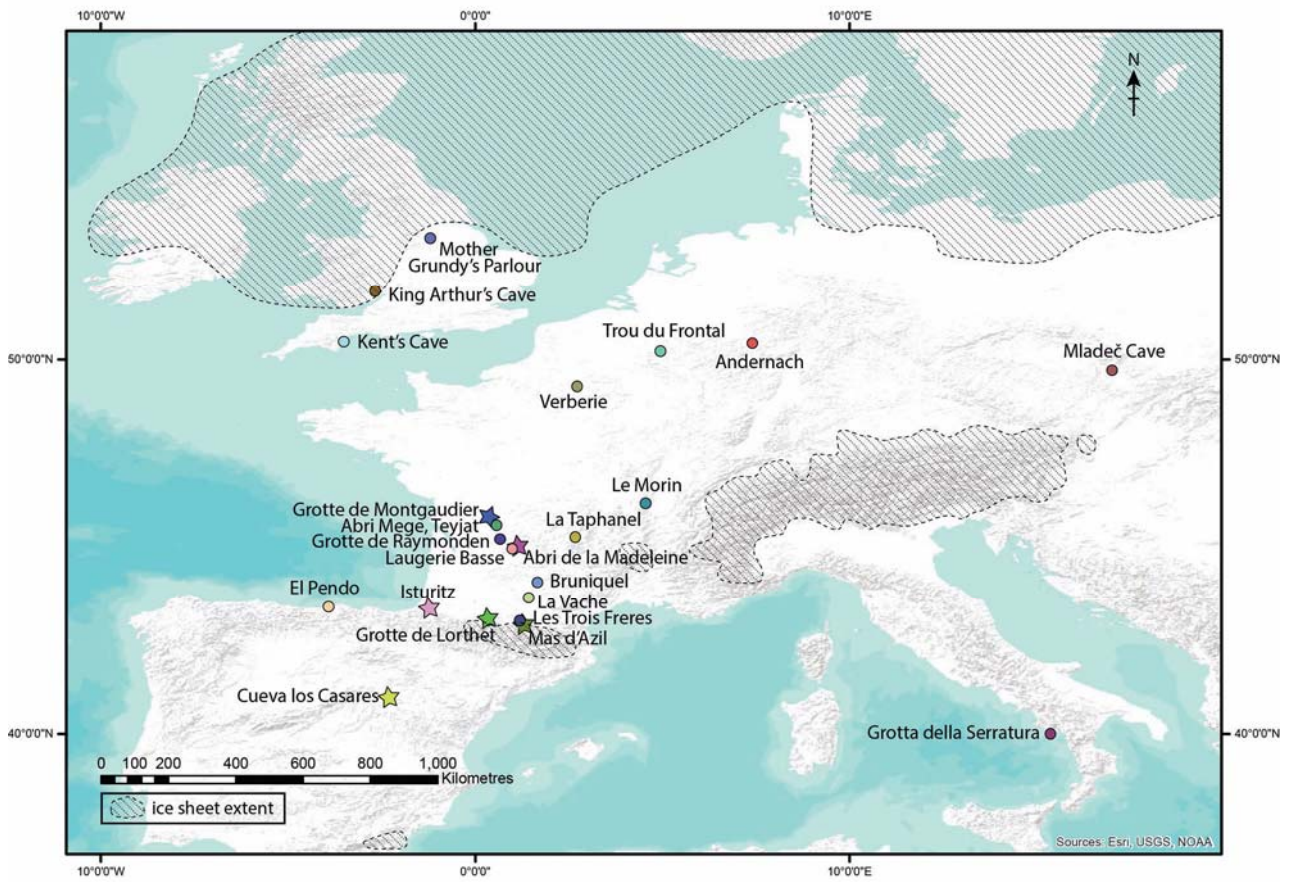 10°0'0"W 0°0'0" 10°0'0"E
N
Mother
Grundy's Parlour
King Arthur's Cave
Kent's Cave
Trou du Frontal
50°0'0"N 50°0'0"N
Andernach
Mladeč Cave
Verberie
Le Morin
Grotte de Montgaudier
La Taphanel
Abri Mege, Teyjat
Grotte de Raymonden
Laugerie Basse
Abri de la Madeleine
El Pendo
Isturitz
Bruniquel
La Vache
Les Trois Freres
Grotte de Lorthet
Mas d'Azil
Cueva los Casares
40°0'0"N 40°0'0"N
Grotta della Serratura
0 100 200 400 600 800 1,000
Kilometres
ice sheet extent
Sources: Esri, USGS, NOAA
10°0'0"W 0°0'0" 10°0'0"E